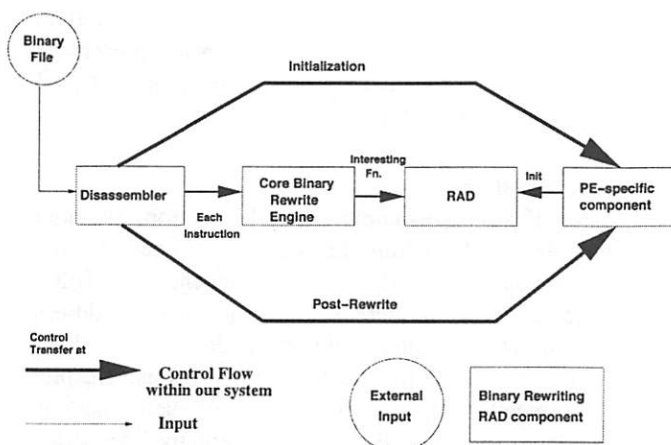 Binary
File
Initialization
Disassembler
Each
Instruction
Core Binary
Rewrite
Engine
Interesting
Fn.
RAD
Init
PE-specific
component
Post-Rewrite
Control
Transfer at
Control Flow
within our system
Input
External
Input
Binary Rewriting
RAD component